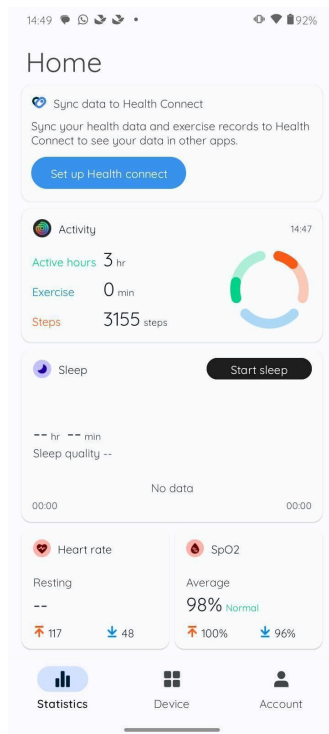 14:49 92%
Home
Sync data to Health Connect
Sync your health data and exercise records to Health
Connect to see your data in other apps.
Set up Health connect
Activity 14:47
Active hours 3 hr
Exercise 0 min
Steps 3155 steps
Sleep Start sleep
-- hr -- min
Sleep quality --
No data
00:00 00:00
Heart rate
Resting
--
117 48
SpO2
Average
98% Normal
100% 96%
Statistics Device Account